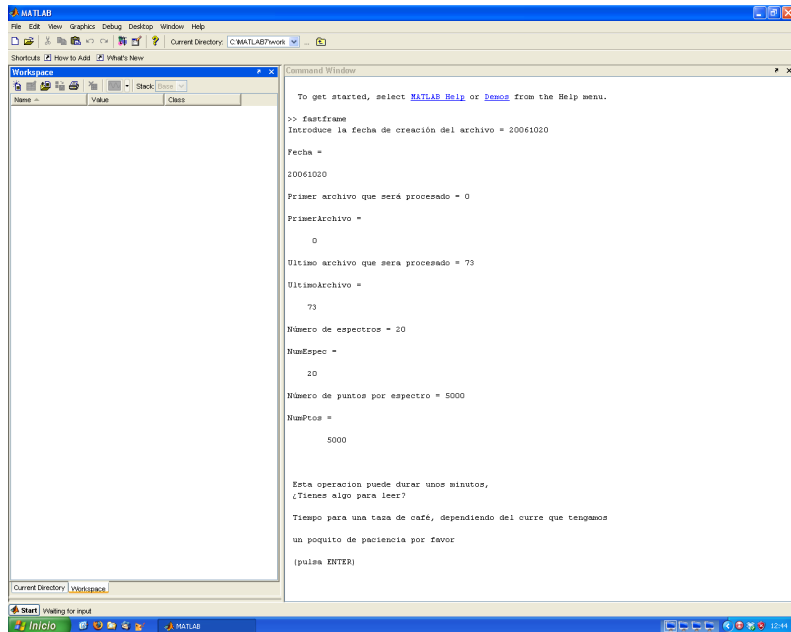 MATLAB
File Edit View Graphics Debug Desktop Window Help
Current Directory: C:\MATLAB7\work
Shortcuts How to Add What's New
Workspace
Stack: Base
Name Value Class
Current Directory Workspace
Command Window
To get started, select MATLAB Help or Demos from the Help menu.
>> fastframe
Introduce la fecha de creación del archivo = 20061020
Fecha =
20061020
Primer archivo que será procesado = 0
PrimerArchivo =
0
Ultimo archivo que sera procesado = 73
UltimoArchivo =
73
Número de espectros = 20
NumEspec =
20
Número de puntos por espectro = 5000
NumPtos =
5000
Esta operacion puede durar unos minutos,
¿Tienes algo para leer?
Tiempo para una taza de café, dependiendo del curre que tengamos
un poquito de paciencia por favor
(pulsa ENTER)
Start Waiting for input
Inicio MATLAB 12:44